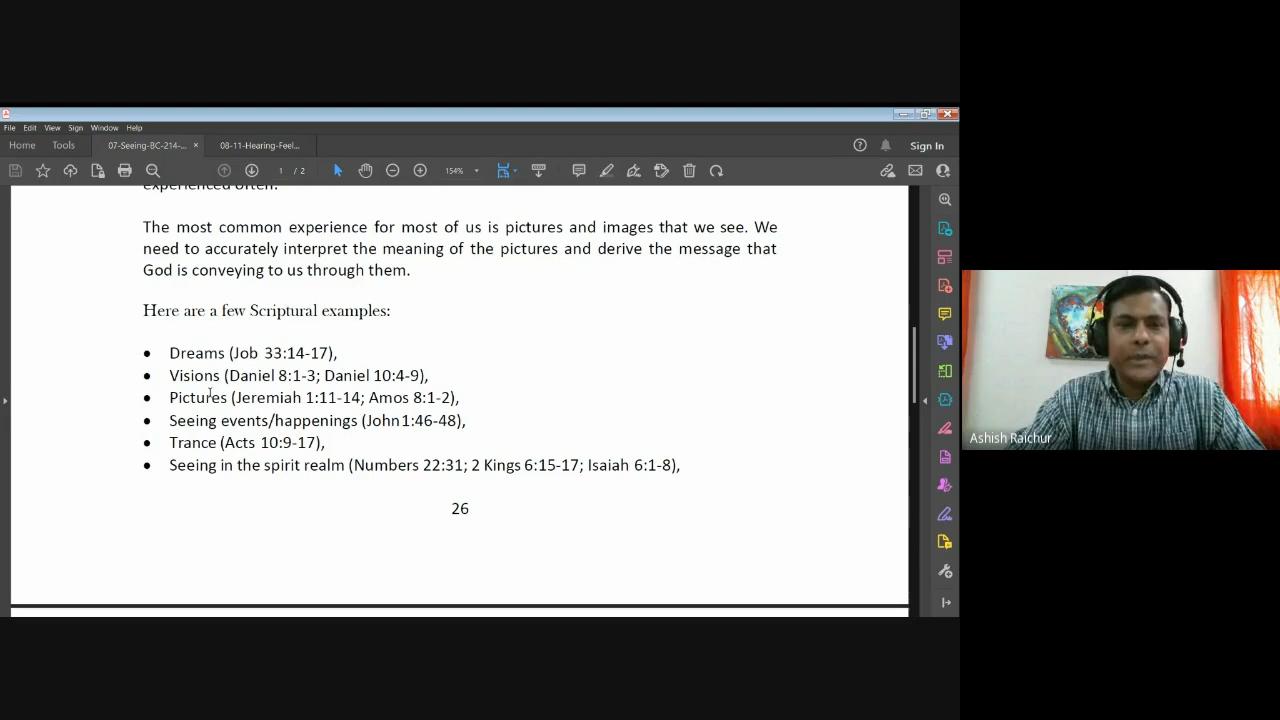 File Edit View Sign Window Help
Home Tools 07-Seeing-BC-214-... × 08-11-Hearing-Feel... Sign In
1 / 2 154%
experienced often.
The most common experience for most of us is pictures and images that we see. We
need to accurately interpret the meaning of the pictures and derive the message that
God is conveying to us through them.
Here are a few Scriptural examples:
• Dreams (Job 33:14-17),
• Visions (Daniel 8:1-3; Daniel 10:4-9),
• Pictures (Jeremiah 1:11-14; Amos 8:1-2),
• Seeing events/happenings (John 1:46-48),
• Trance (Acts 10:9-17),
• Seeing in the spirit realm (Numbers 22:31; 2 Kings 6:15-17; Isaiah 6:1-8),
26
Ashish Raichur